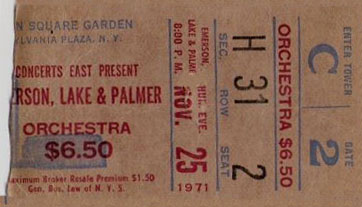 N SQUARE GARDEN
YLVANIA PLAZA, N. Y.
CONCERTS EAST PRESENT
ERSON, LAKE & PALMER
ORCHESTRA
$6.50
Maximum Broker Resale Premium $1.50
Gen. Bus. Law of N. Y. S.
EMERSON,
LAKE & PALMER
8:00 P.M.
THU. EVE.
NOV. 25
1971
SEC. ROW SEAT
H 31 2
ORCHESTRA $6.50
ENTER TOWER
C
GATE
2